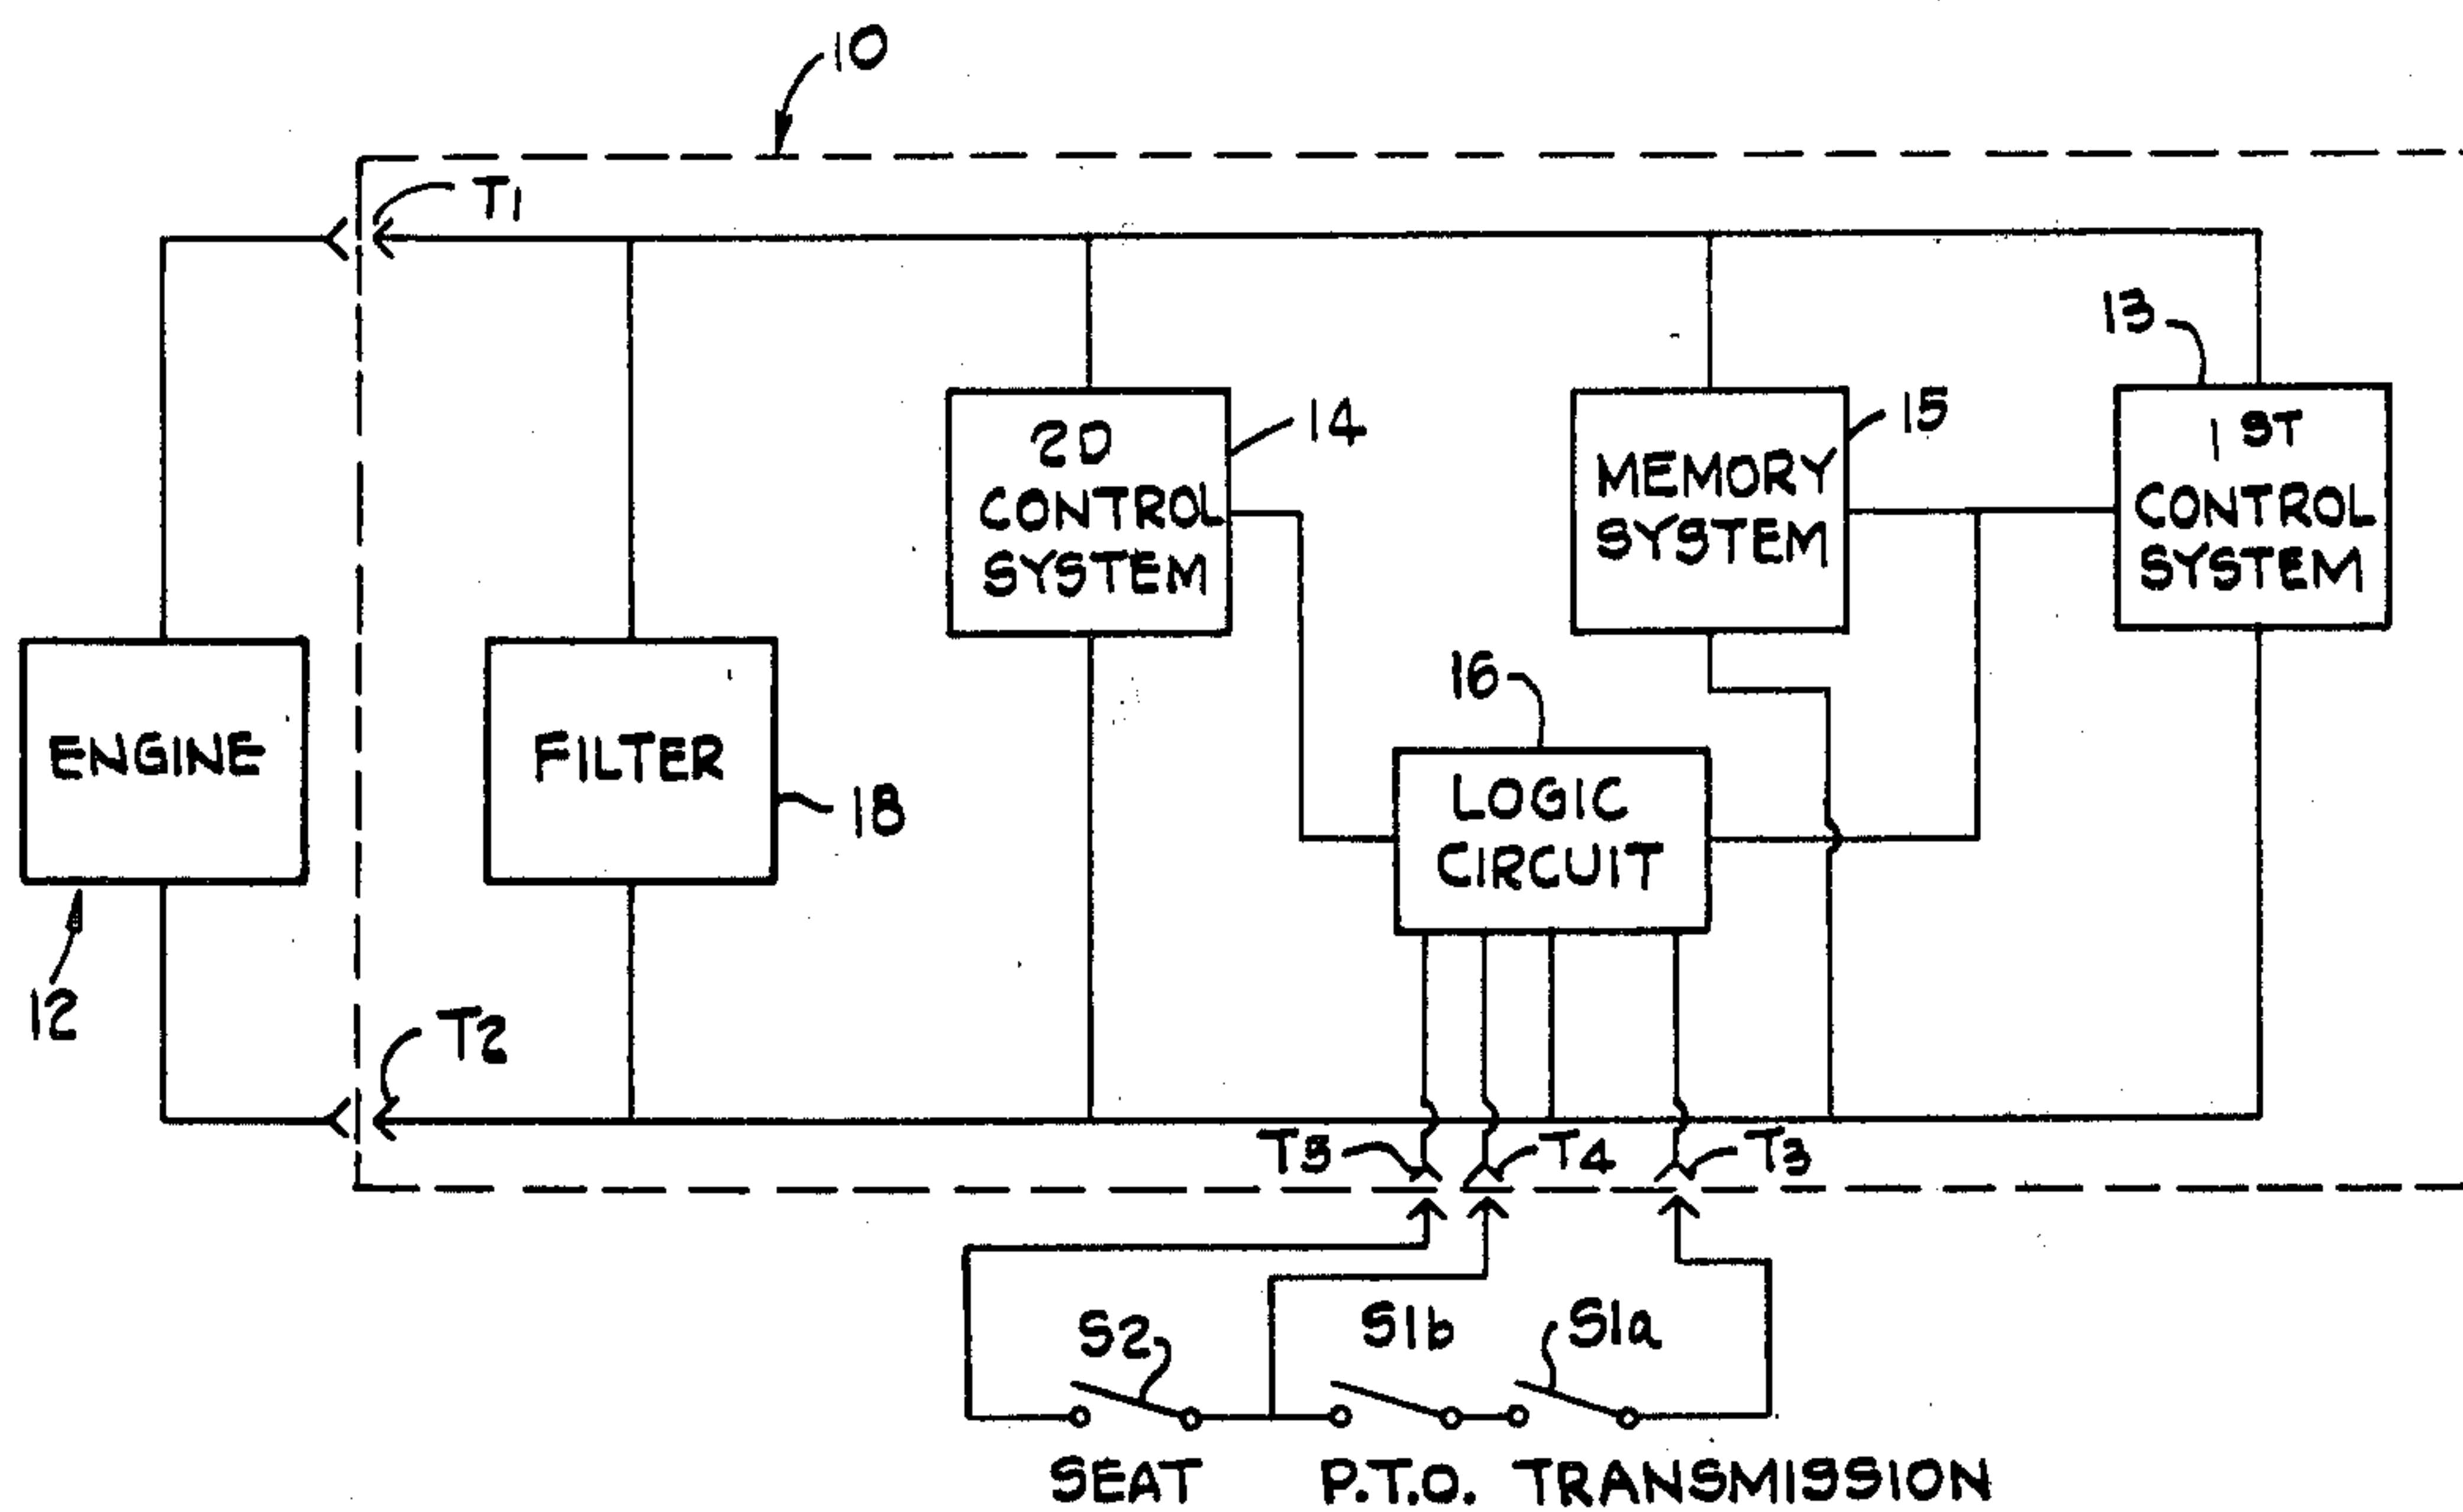 10
T1
13
14
15
2D
CONTROL
SYSTEM
MEMORY
SYSTEM
1 ST
CONTROL
SYSTEM
16
ENGINE
FILTER
18
LOGIC
CIRCUIT
12
T2
T5
T4
T3
S2
S1b
S1a
SEAT
P.T.O.
TRANSMISSION